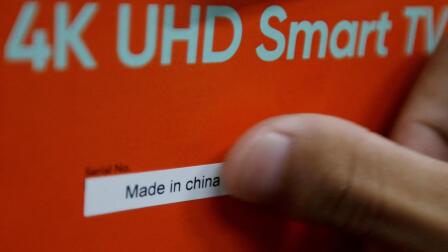 4K UHD Smart TV
Serial No.
Made in china